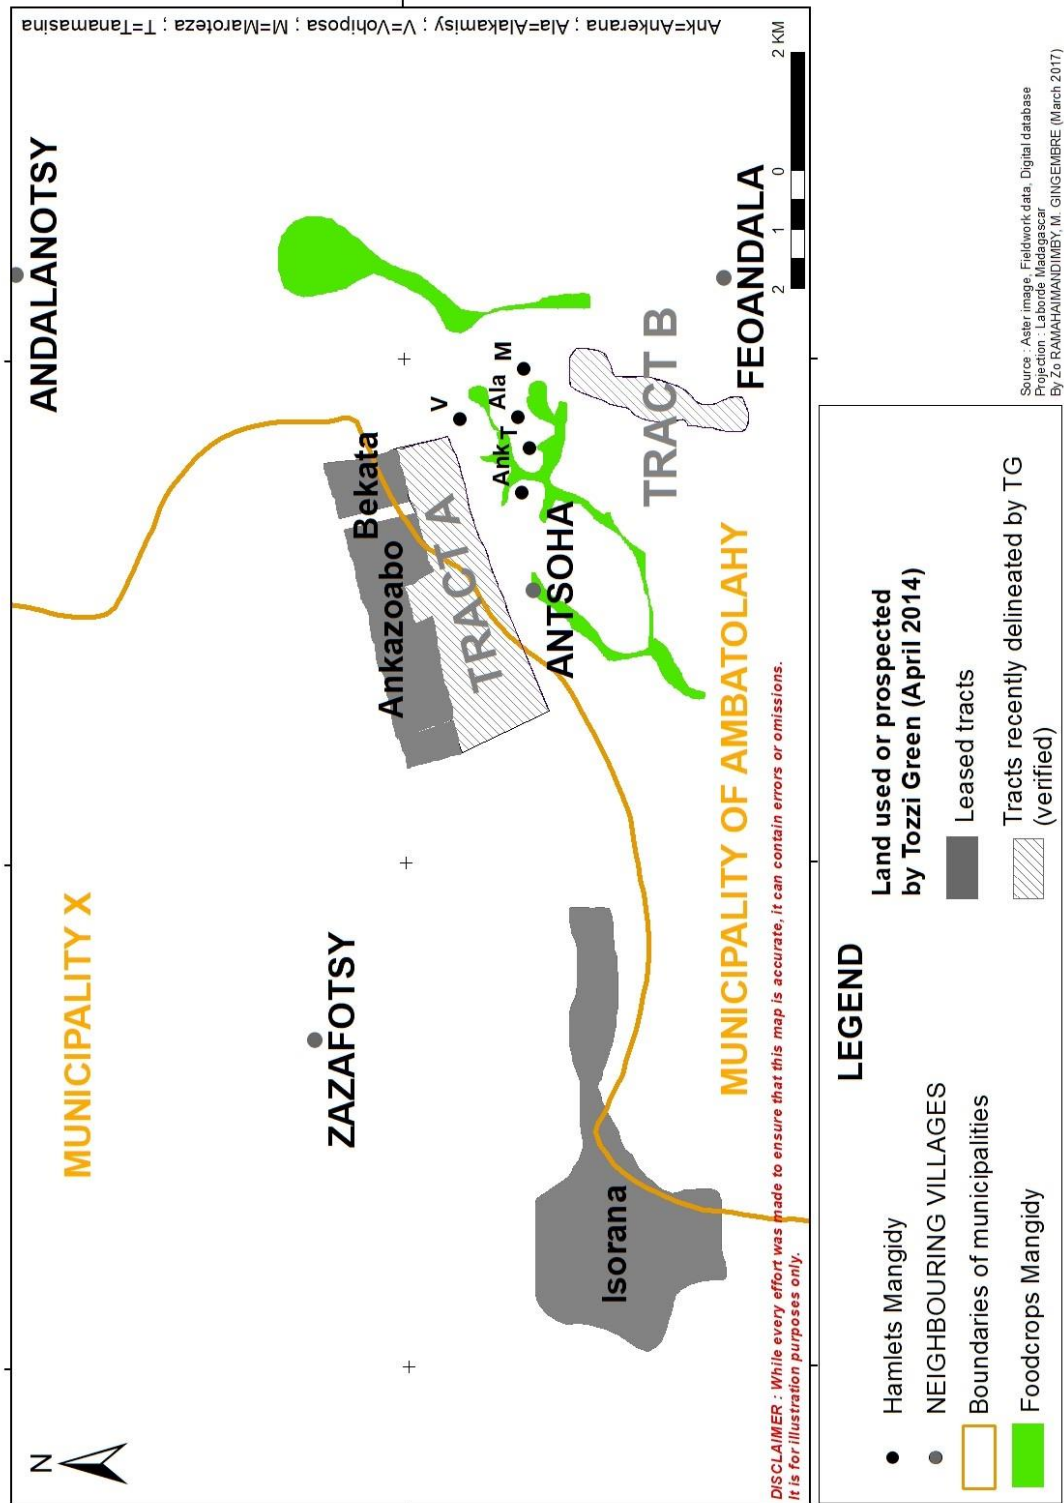 N
MUNICIPALITY X
ANDALANOTSY
ZAZAFOTSY
Bekata
Ankazoabo
TRACT A
V
Ank
T
Ala
M
ANTSOHA
Isorana
TRACT B
MUNICIPALITY OF AMBATOLAHY
FEOANDALA
Ank=Ankerana ; Ala=Alakamisy ; V=Vohiposa ; M=Maroteza ; T=Tanamasina
2
1
0
2 KM
DISCLAIMER : While every effort was made to ensure that this map is accurate, it can contain errors or omissions.
It is for illustration purposes only.
LEGEND
Hamlets Mangidy
NEIGHBOURING VILLAGES
Boundaries of municipalities
Foodcrops Mangidy
Land used or prospected
by Tozzi Green (April 2014)
Leased tracts
Tracts recently delineated by TG
(verified)
Source : Aster image, Fieldwork data, Digital database
Projection : Laborde Madagascar
By Zo RAMAHAIMANDIMBY, M. GINGEMBRE (March 2017)